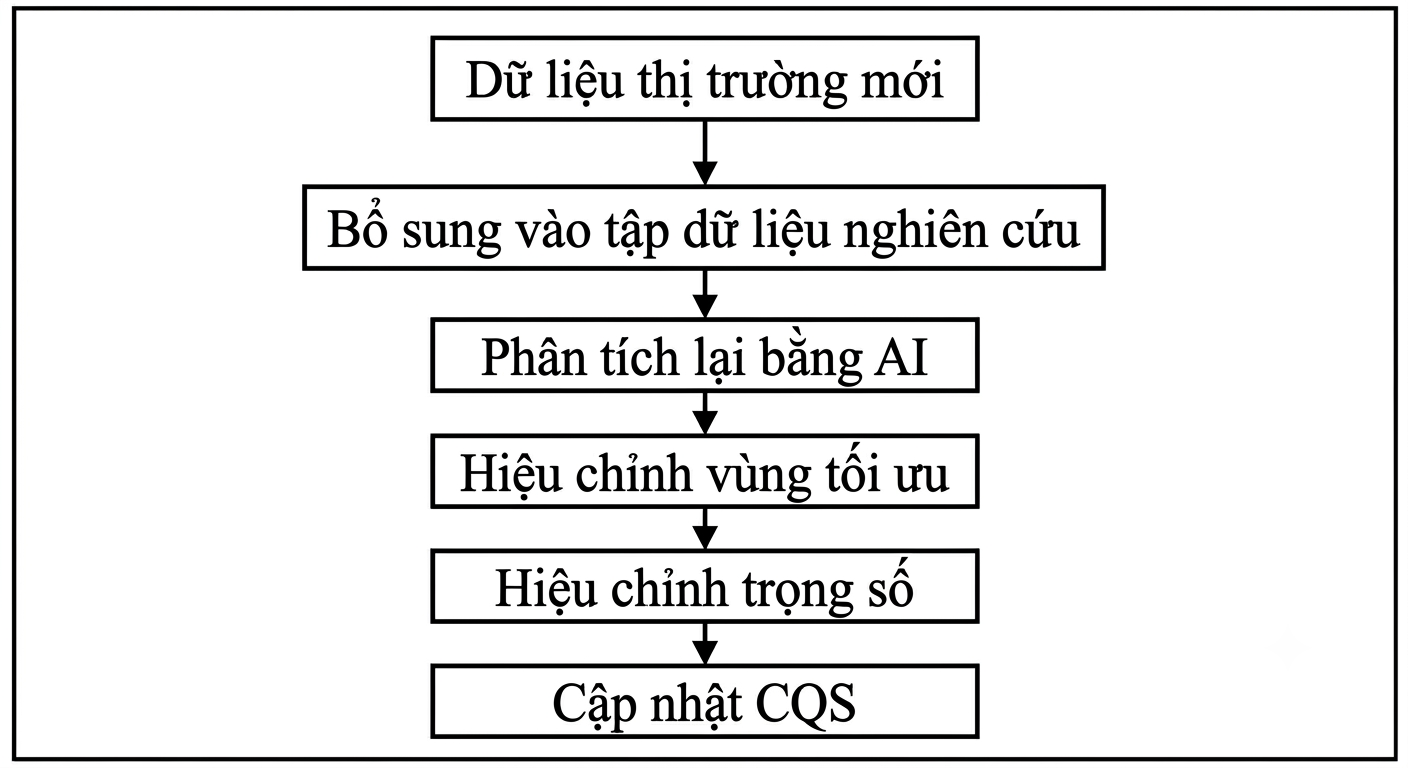 Dữ liệu thị trường mới
Bổ sung vào tập dữ liệu nghiên cứu
Phân tích lại bằng AI
Hiệu chỉnh vùng tối ưu
Hiệu chỉnh trọng số
Cập nhật CQS